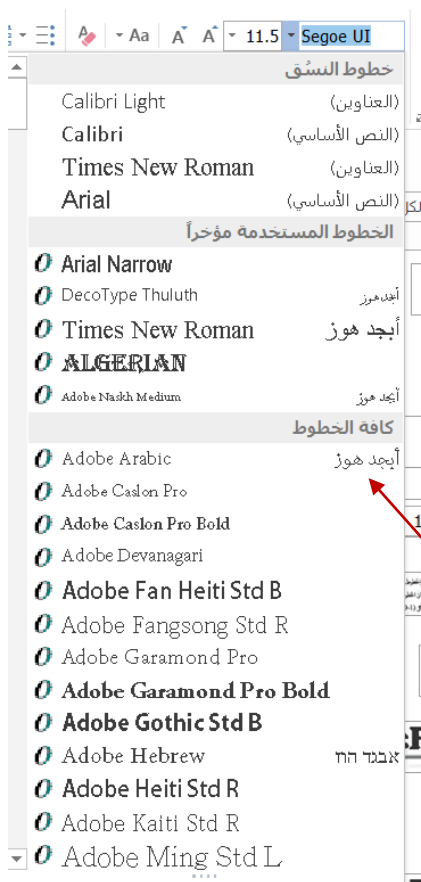 Aa A A 11.5 Segoe UI
خطوط النسُق
Calibri Light (العناوين)
Calibri (النص الأساسي)
Times New Roman (العناوين)
Arial (النص الأساسي)
الخطوط المستخدمة مؤخراً
Arial Narrow
DecoType Thuluth أبجد هوز
Times New Roman أبجد هوز
ALGERIAN
Adobe Naskh Medium أبجد هوز
كافة الخطوط
Adobe Arabic أبجد هوز
Adobe Caslon Pro
Adobe Caslon Pro Bold
Adobe Devanagari
Adobe Fan Heiti Std B
Adobe Fangsong Std R
Adobe Garamond Pro
Adobe Garamond Pro Bold
Adobe Gothic Std B
Adobe Hebrew אבגד הוז
Adobe Heiti Std R
Adobe Kaiti Std R
Adobe Ming Std L